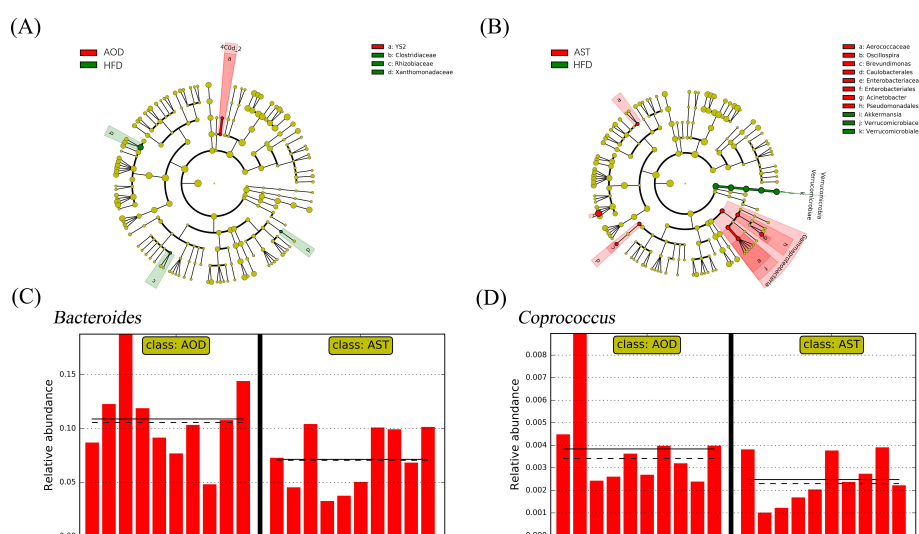 (A)
AOD
HFD
4C0d_2
a
a: YS2
b: Clostridiaceae
c: Rhizobiaceae
d: Xanthomonadaceae
(B)
AST
HFD
a
k
h
e
f
Gammaproteobacteria
Verrucomicrobiae
Verrucomicrobia
a: Aerococcaceae
b: Oscillospira
c: Brevundimonas
d: Caulobacterales
e: Enterobacteriacea
f: Enterobacteriales
g: Acinetobacter
h: Pseudomonadales
i: Akkermansia
j: Verrucomicrobiace
k: Verrucomicrobiale
(C)
Bacteroides
class: AOD
class: AST
Relative abundance
0.15
0.10
0.05
(D)
Coprococcus
class: AOD
class: AST
Relative abundance
0.008
0.007
0.006
0.005
0.004
0.003
0.002
0.001